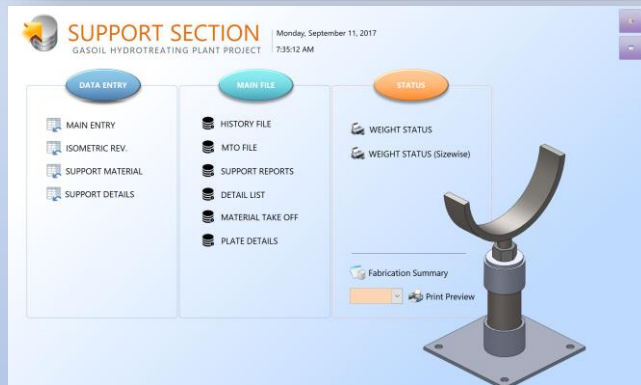 SUPPORT SECTION
GASOIL HYDROTREATING PLANT PROJECT
Monday, September 11, 2017
7:35:12 AM
DATA ENTRY
MAIN ENTRY
ISOMETRIC REV.
SUPPORT MATERIAL
SUPPORT DETAILS
MAIN FILE
HISTORY FILE
MTO FILE
SUPPORT REPORTS
DETAIL LIST
MATERIAL TAKE OFF
PLATE DETAILS
STATUS
WEIGHT STATUS
WEIGHT STATUS (Sizewise)
Fabrication Summary
Print Preview